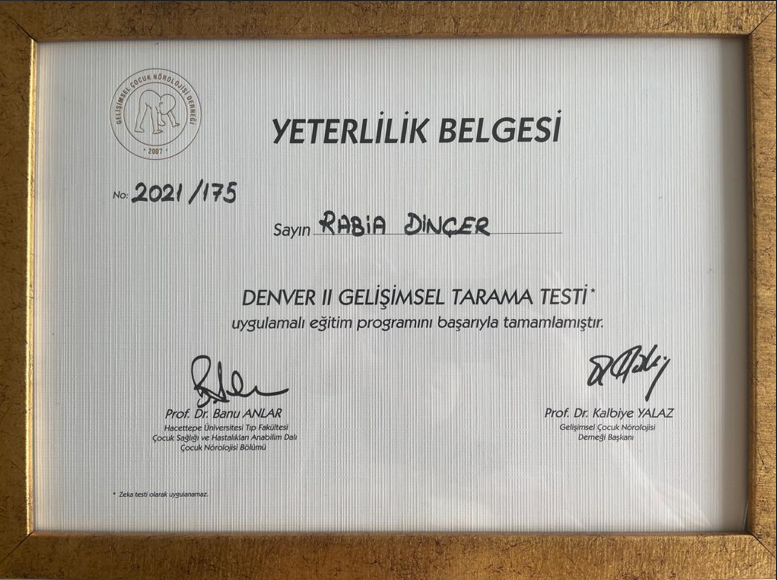 GELİŞİMSEL ÇOCUK NÖROLOJİSİ DERNEĞİ
• 2007 •
YETERLİLİK BELGESİ
No: 2021/175
Sayın RABiA DiNÇER
DENVER II GELİŞİMSEL TARAMA TESTİ*
uygulamalı eğitim programını başarıyla tamamlamıştır.
Prof. Dr. Banu ANLAR
Hacettepe Üniversitesi Tıp Fakültesi
Çocuk Sağlığı ve Hastalıkları Anabilim Dalı
Çocuk Nörolojisi Bölümü
Prof. Dr. Kalbiye YALAZ
Gelişimsel Çocuk Nörolojisi
Derneği Başkanı
* Zeka testi olarak uygulanamaz.